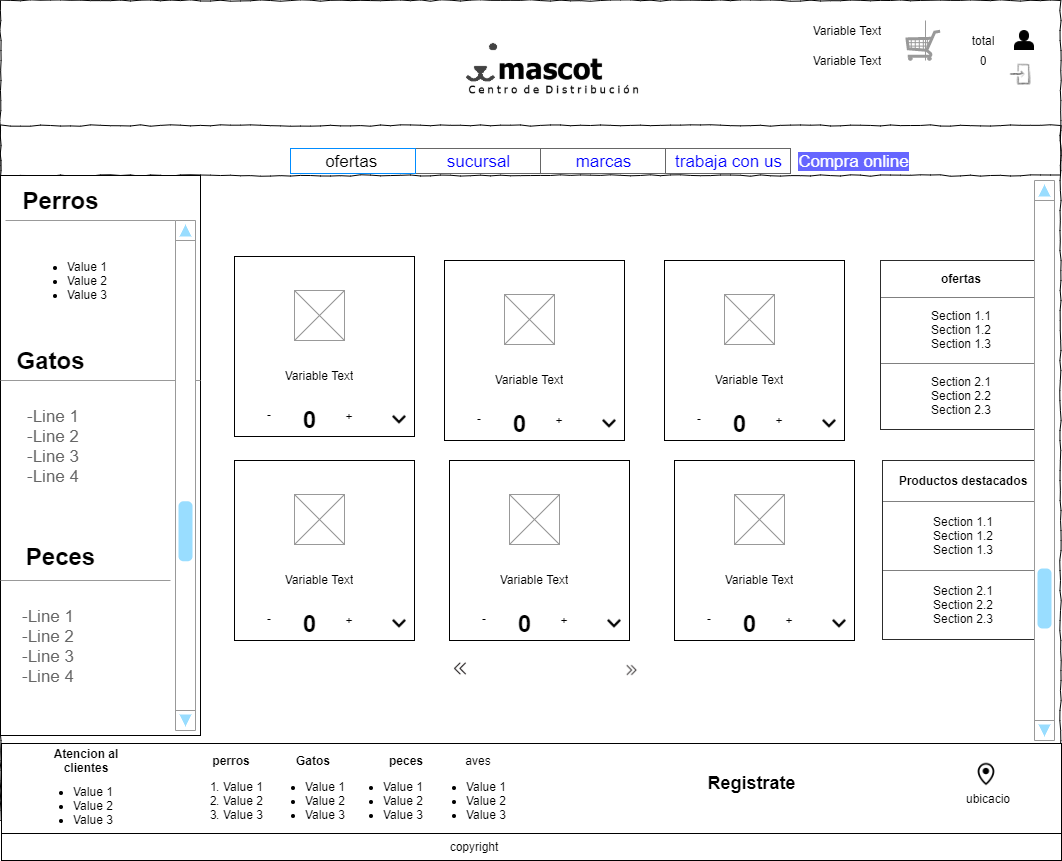 Variable Text
total
Variable Text
0
mascot
Centro de Distribución
ofertas
sucursal
marcas
trabaja con us
Compra online
Perros
Value 1
Value 2
Value 3
Gatos
-Line 1
-Line 2
-Line 3
-Line 4
Peces
-Line 1
-Line 2
-Line 3
-Line 4
Variable Text
- 0 +
Variable Text
- 0 +
Variable Text
- 0 +
ofertas
Section 1.1
Section 1.2
Section 1.3
Section 2.1
Section 2.2
Section 2.3
Variable Text
- 0 +
Variable Text
- 0 +
Variable Text
- 0 +
Productos destacados
Section 1.1
Section 1.2
Section 1.3
Section 2.1
Section 2.2
Section 2.3
Atencion al
clientes
Value 1
Value 2
Value 3
perros
1. Value 1
2. Value 2
3. Value 3
Gatos
Value 1
Value 2
Value 3
peces
Value 1
Value 2
Value 3
aves
Value 1
Value 2
Value 3
Registrate
ubicacio
copyright